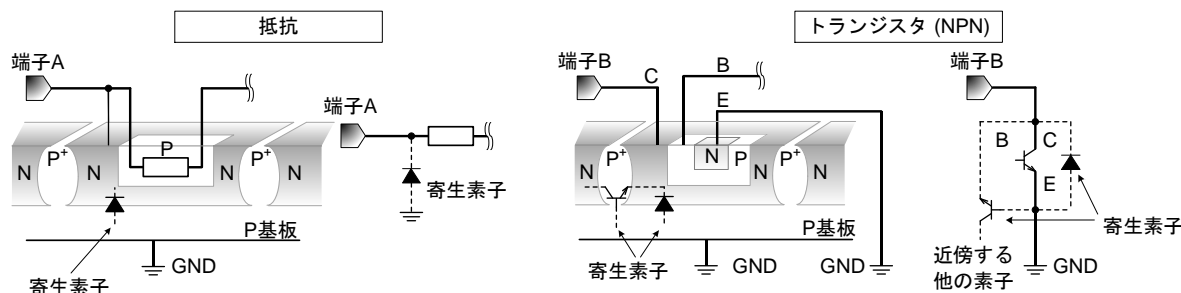 抵抗
端子A
P
N
P+
N
N
P+
N
P基板
寄生素子
GND
端子A
寄生素子
トランジスタ (NPN)
端子B
C
B
E
N
P+
N
N
P
N
P+
N
P基板
寄生素子
GND
GND
端子B
B
C
E
寄生素子
近傍する
他の素子
GND